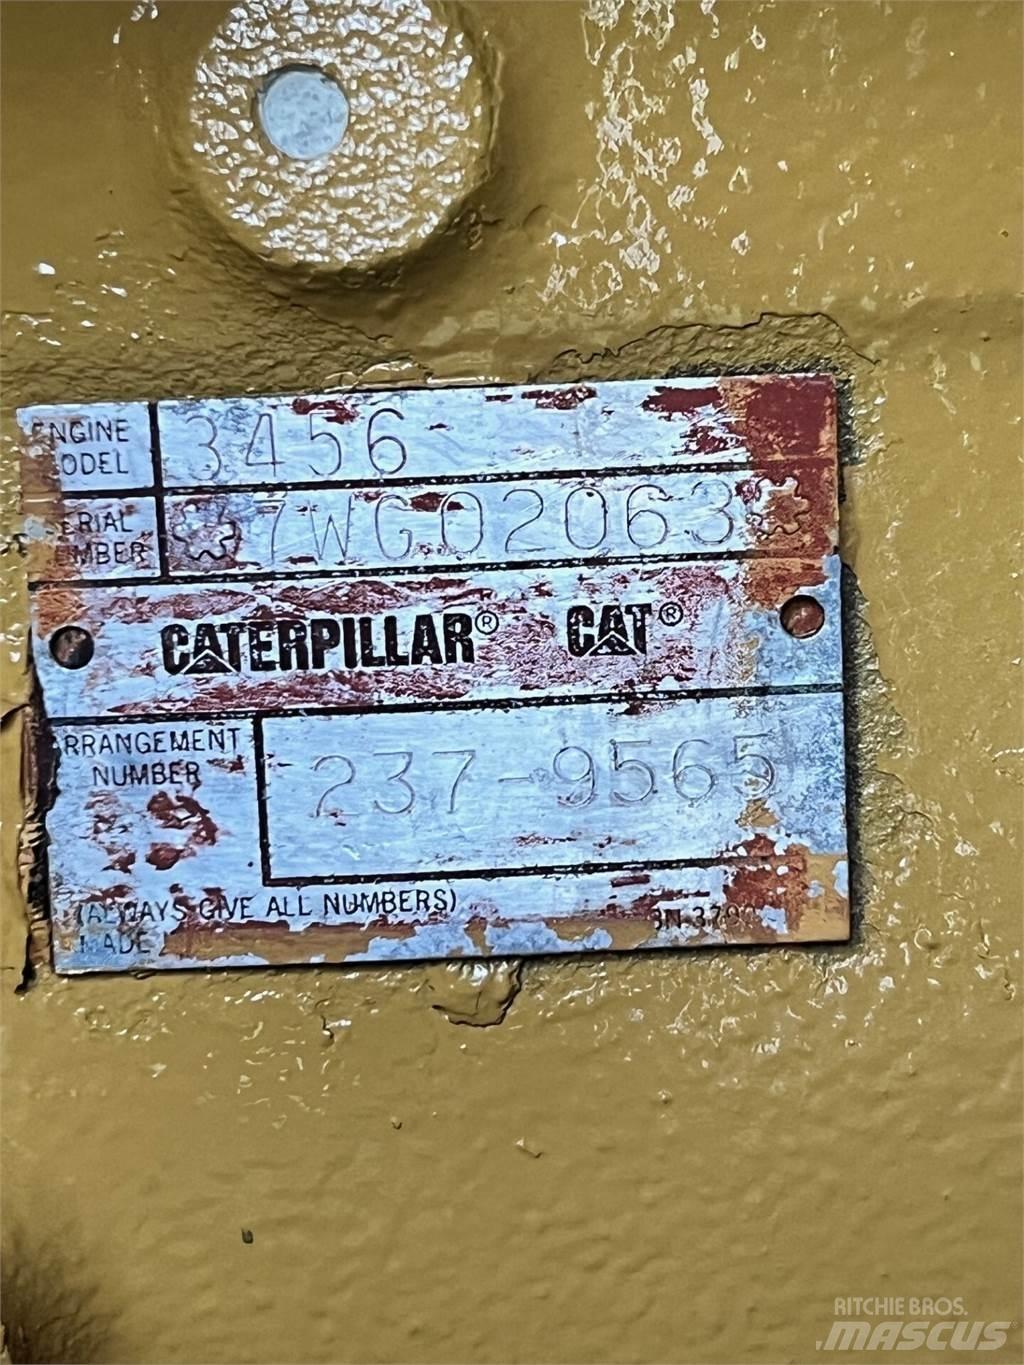 ENGINE
MODEL
3456
SERIAL
NUMBER
7WG02063
CATERPILLAR® CAT®
ARRANGEMENT
NUMBER
237-9565
(ALWAYS GIVE ALL NUMBERS)
MADE
RITCHIE BROS.
MASCUS